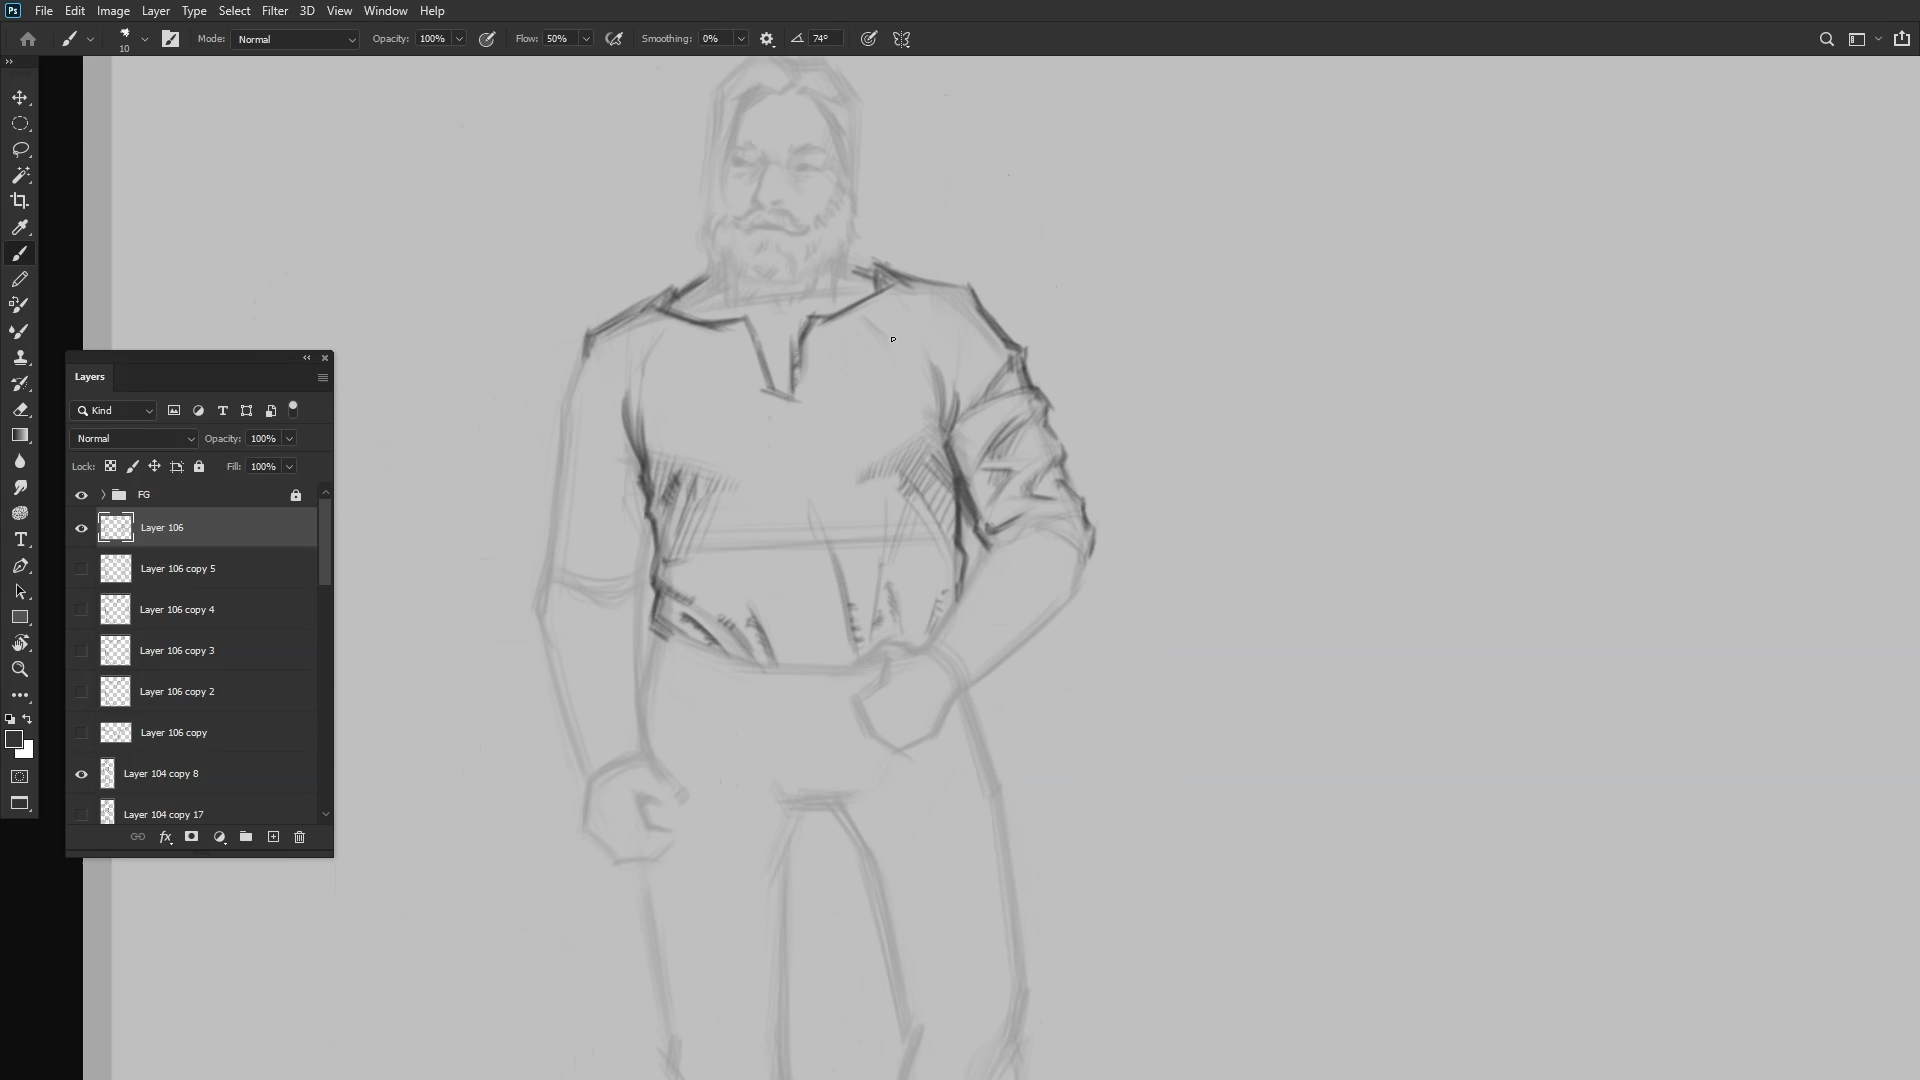 Ps File Edit Image Layer Type Select Filter 3D View Window Help
10 Mode: Normal Opacity: 100% Flow: 50% Smoothing: 0% 74°
Layers
Kind
Normal Opacity: 100%
Lock: Fill: 100%
FG
Layer 106
Layer 106 copy 5
Layer 106 copy 4
Layer 106 copy 3
Layer 106 copy 2
Layer 106 copy
Layer 104 copy 8
Layer 104 copy 17
fx